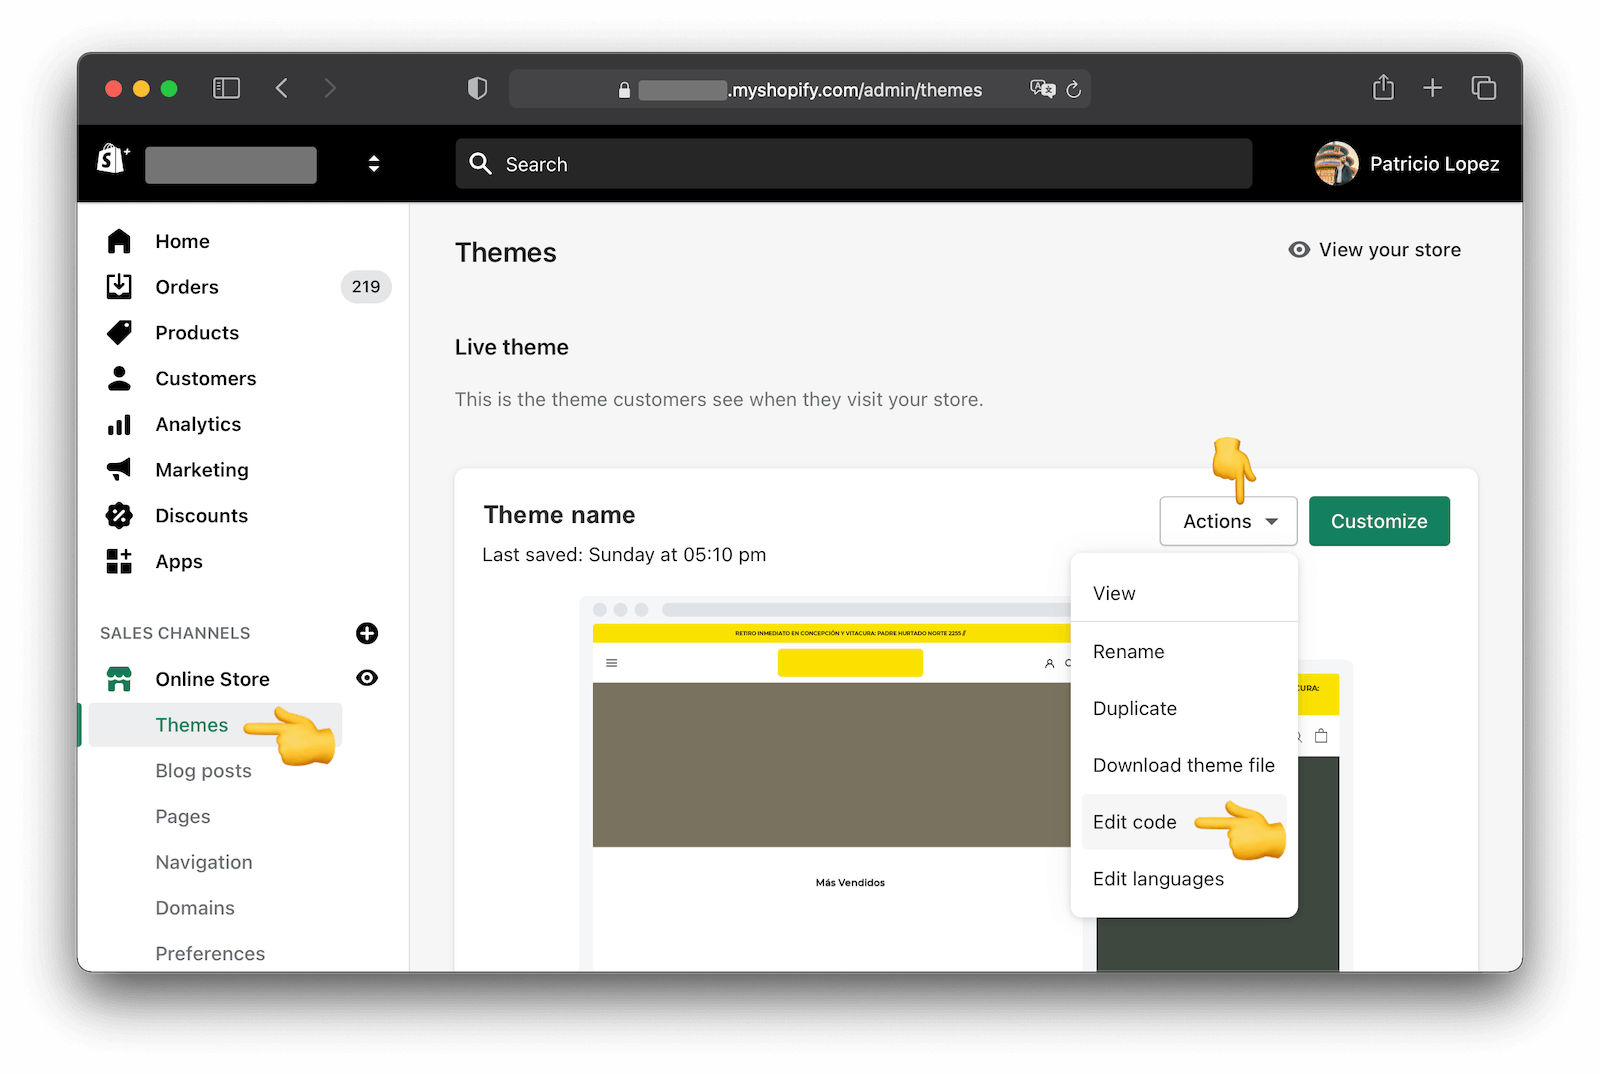 .myshopify.com/admin/themes
Search
Patricio Lopez
Home
Orders
219
Products
Customers
Analytics
Marketing
Discounts
Apps
SALES CHANNELS
Online Store
Themes
Blog posts
Pages
Navigation
Domains
Preferences
Themes
View your store
Live theme
This is the theme customers see when they visit your store.
Theme name
Last saved: Sunday at 05:10 pm
Actions
Customize
View
Rename
Duplicate
Download theme file
Edit code
Edit languages
RETIRO INMEDIATO EN CONCEPCIÓN Y VITACURA: PADRE HURTADO NORTE 2255 //
CURA:
Más Vendidos